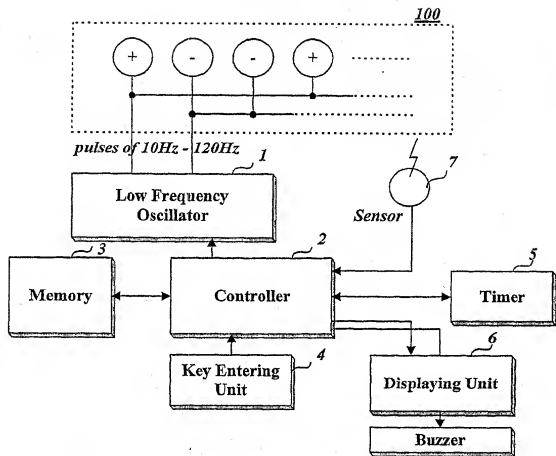 100
+ - - +
pulses of 10Hz - 120Hz
1
7
Low Frequency
Oscillator
Sensor
3
2
5
Memory
Controller
Timer
4
6
Key Entering
Unit
Displaying Unit
Buzzer